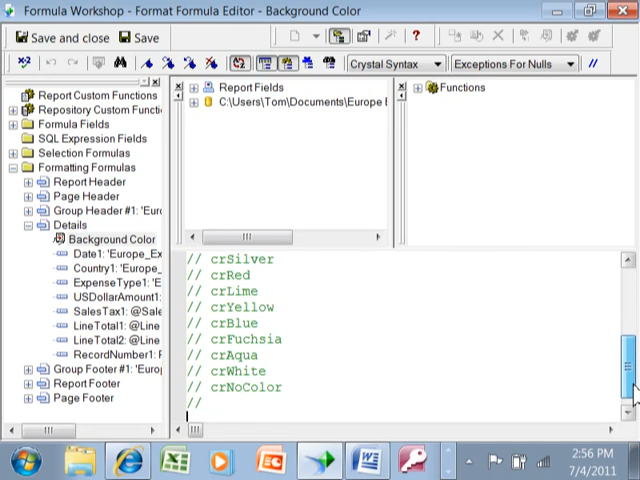 Formula Workshop - Format Formula Editor - Background Color
Save and close
Save
Crystal Syntax
Exceptions For Nulls
//
Report Custom Functions
Repository Custom Functi
Formula Fields
SQL Expression Fields
Selection Formulas
Formatting Formulas
Report Header
Page Header
Group Header #1: 'Eur
Details
Background Color
Date1: 'Europe_Ex
Country1: 'Europe_
ExpenseType1: 'E
USDollarAmount1:
SalesTax1: @Sale
LineTotal1: @Line
LineTotal2: @Line
RecordNumber1: F
Group Footer #1: 'Euro
Report Footer
Page Footer
Report Fields
C:\Users\Tom\Documents\Europe E
Functions
// crSilver
// crRed
// crLime
// crYellow
// crBlue
// crFuchsia
// crAqua
// crWhite
// crNoColor
//
2:56 PM
7/4/2011